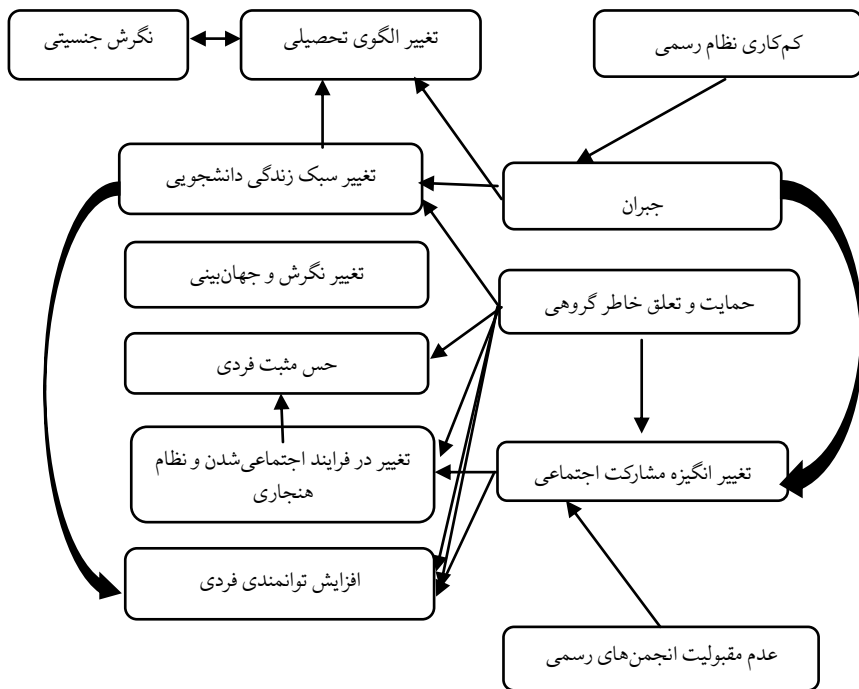 کم‌کاری نظام رسمی
تغییر الگوی تحصیلی
نگرش جنسیتی
جبران
تغییر سبک زندگی دانشجویی
تغییر نگرش و جهان‌بینی
حمایت و تعلق خاطر گروهی
حس مثبت فردی
تغییر در فرایند اجتماعی‌شدن و نظام
هنجاری
تغییر انگیزه مشارکت اجتماعی
افزایش توانمندی فردی
عدم مقبولیت انجمن‌های رسمی